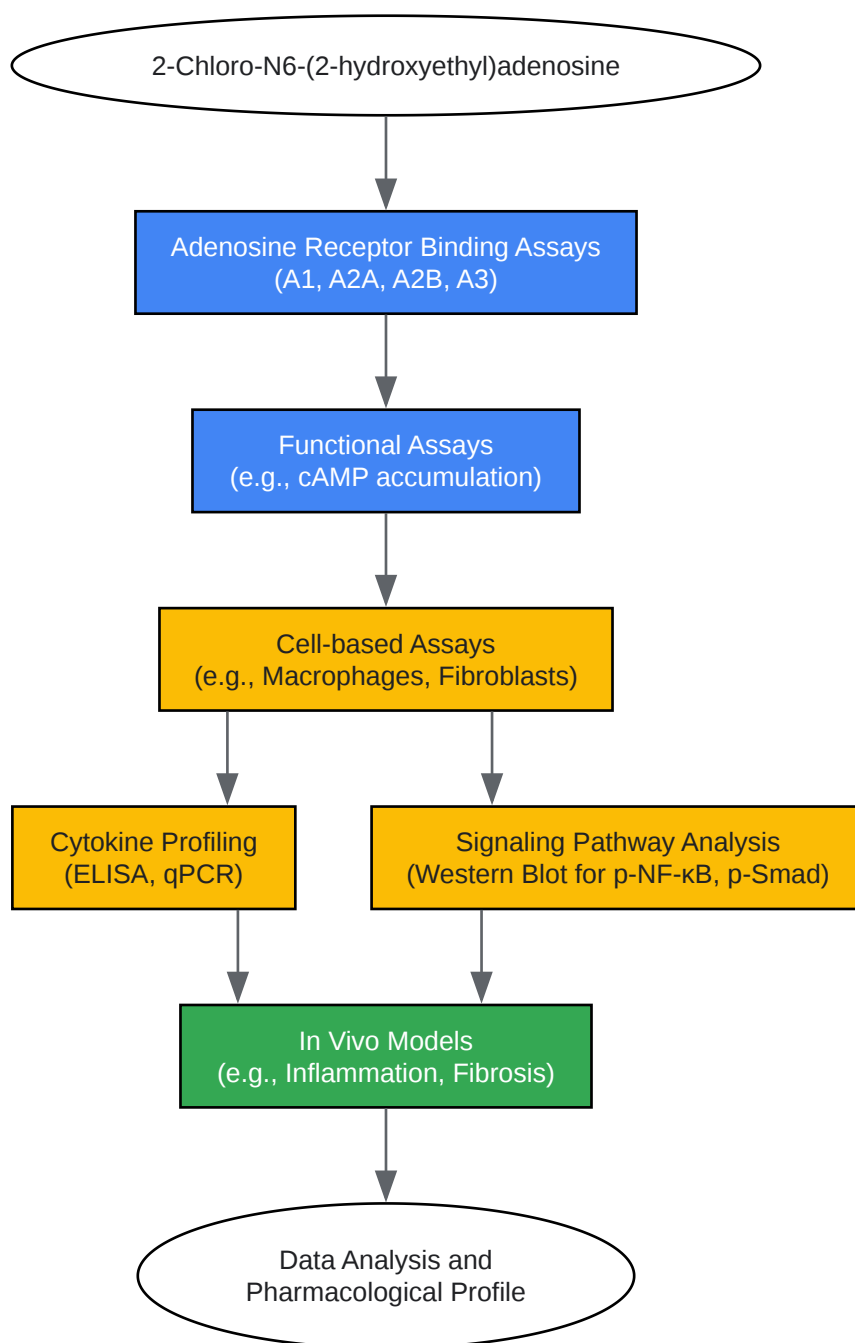 2-Chloro-N6-(2-hydroxyethyl)adenosine
Adenosine Receptor Binding Assays
(A1, A2A, A2B, A3)
Functional Assays
(e.g., cAMP accumulation)
Cell-based Assays
(e.g., Macrophages, Fibroblasts)
Cytokine Profiling
(ELISA, qPCR)
Signaling Pathway Analysis
(Western Blot for p-NF-κB, p-Smad)
In Vivo Models
(e.g., Inflammation, Fibrosis)
Data Analysis and
Pharmacological Profile